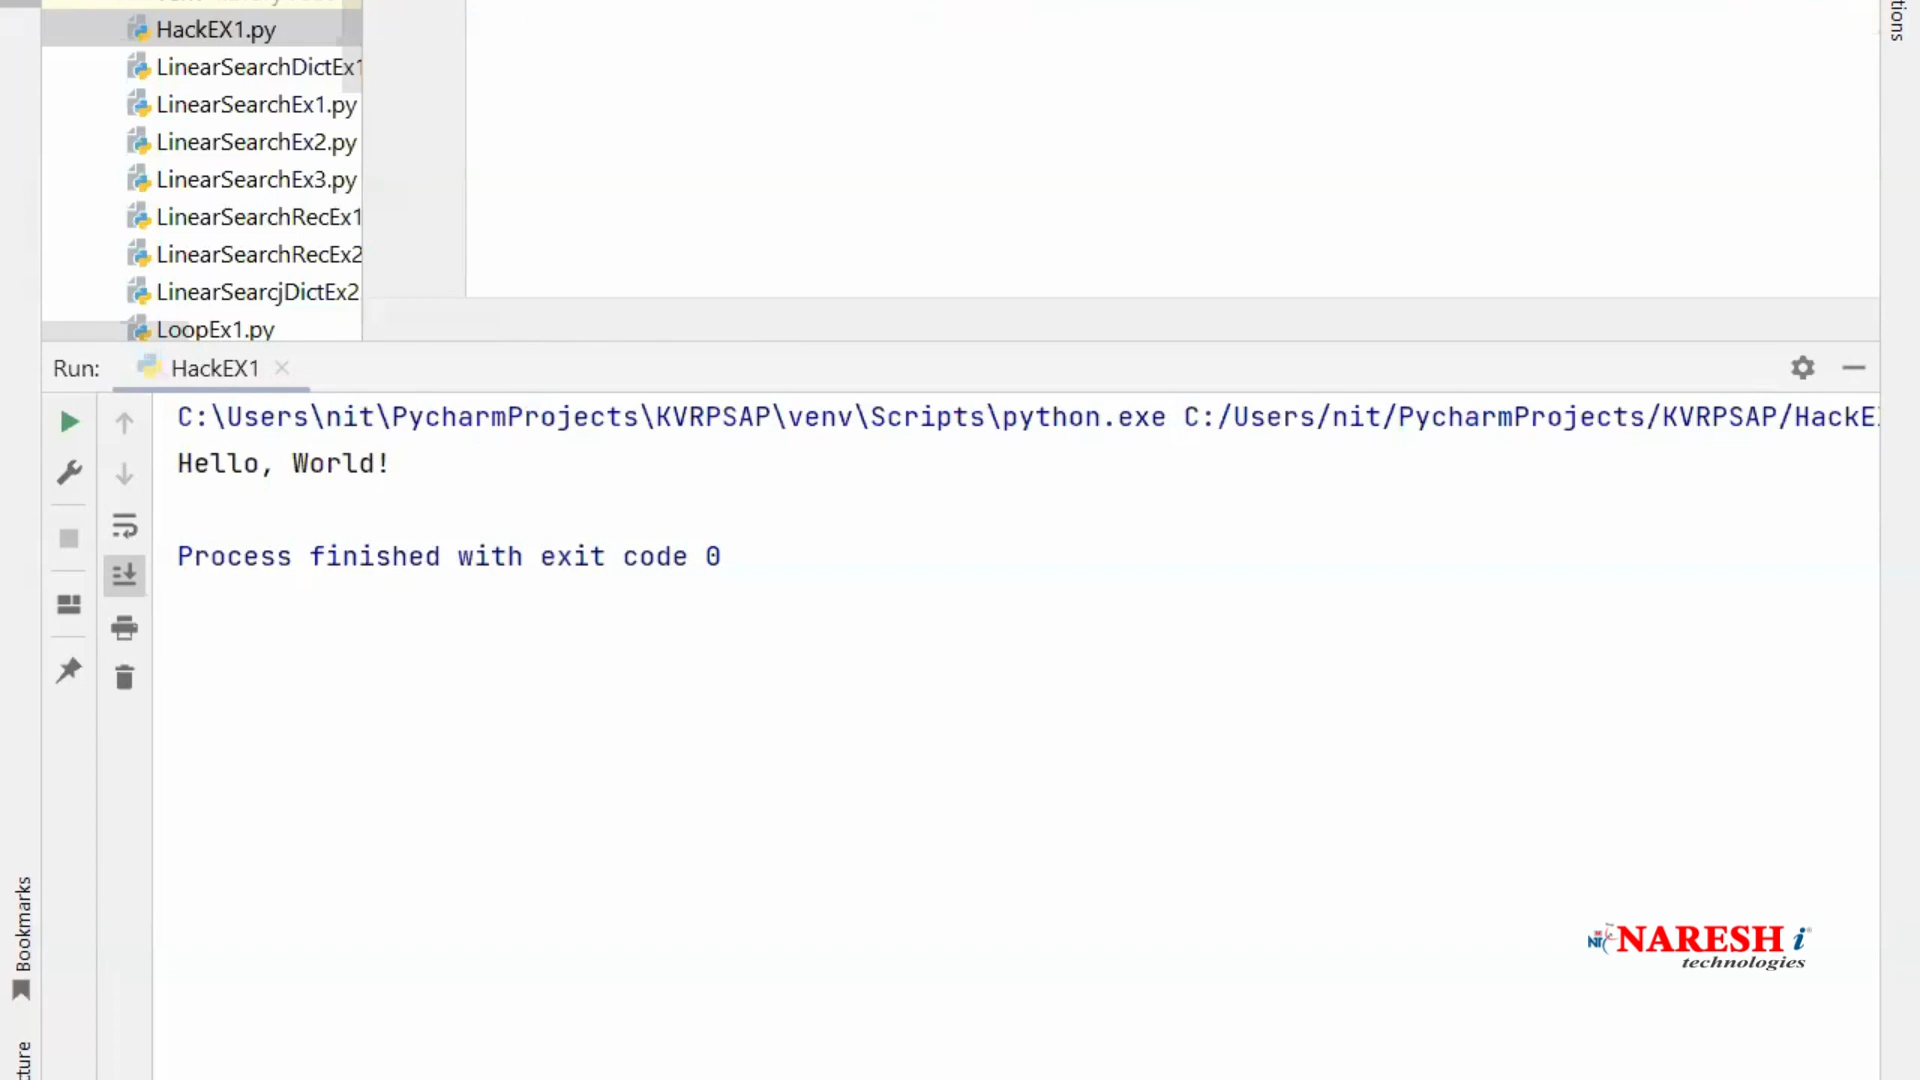 HackEX1.py
LinearSearchDictEx1
LinearSearchEx1.py
LinearSearchEx2.py
LinearSearchEx3.py
LinearSearchRecEx1
LinearSearchRecEx2
LinearSearcjDictEx2
LoopEx1.py
tions
Run: HackEX1
C:\Users\nit\PycharmProjects\KVRPSAP\venv\Scripts\python.exe C:/Users/nit/PycharmProjects/KVRPSAP/HackE
Hello, World!
Process finished with exit code 0
Bookmarks
cture
NARESH i
technologies